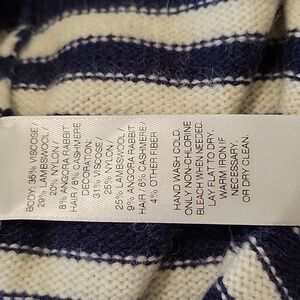 BODY: 35% VISCOSE /
29% LAMBSWOOL /
20% NYLON /
8% ANGORA RABBIT
HAIR / 8% CASHMERE
DECORATION:
31% VISCOSE /
25% NYLON /
25% LAMBSWOOL /
9% ANGORA RABBIT
HAIR / 6% CASHMERE
4% OTHER FIBER
HAND WASH COLD.
ONLY NON-CHLORINE
BLEACH WHEN NEEDED.
LAY FLAT TO DRY.
WARM IRON IF
NECESSARY.
OR DRY CLEAN.